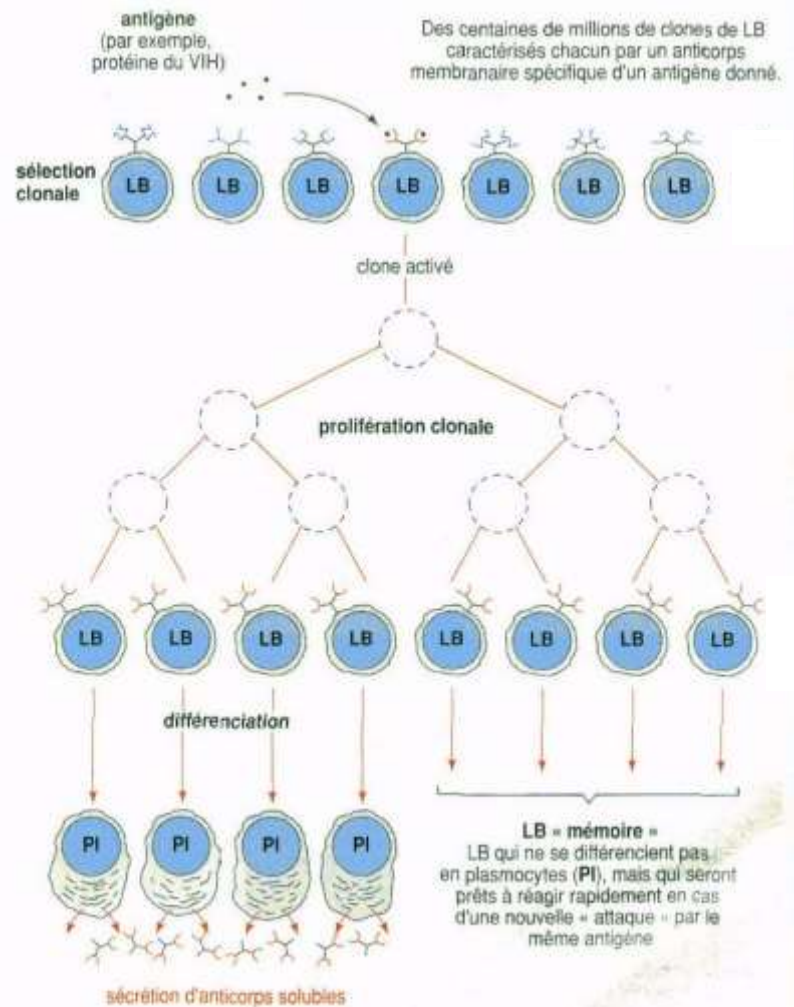 antigène
(par exemple,
protéine du VIH)
Des centaines de millions de clones de LB
caractérisés chacun par un anticorps
membranaire spécifique d'un antigène donné.
sélection
clonale
LB LB LB LB LB LB LB
clone activé
prolifération clonale
LB LB LB LB LB LB LB LB
différenciation
Pl Pl Pl Pl
LB « mémoire »
LB qui ne se différencient pas
en plasmocytes (Pl), mais qui seront
prêts à réagir rapidement en cas
d'une nouvelle « attaque » par le
même antigène
sécrétion d'anticorps solubles